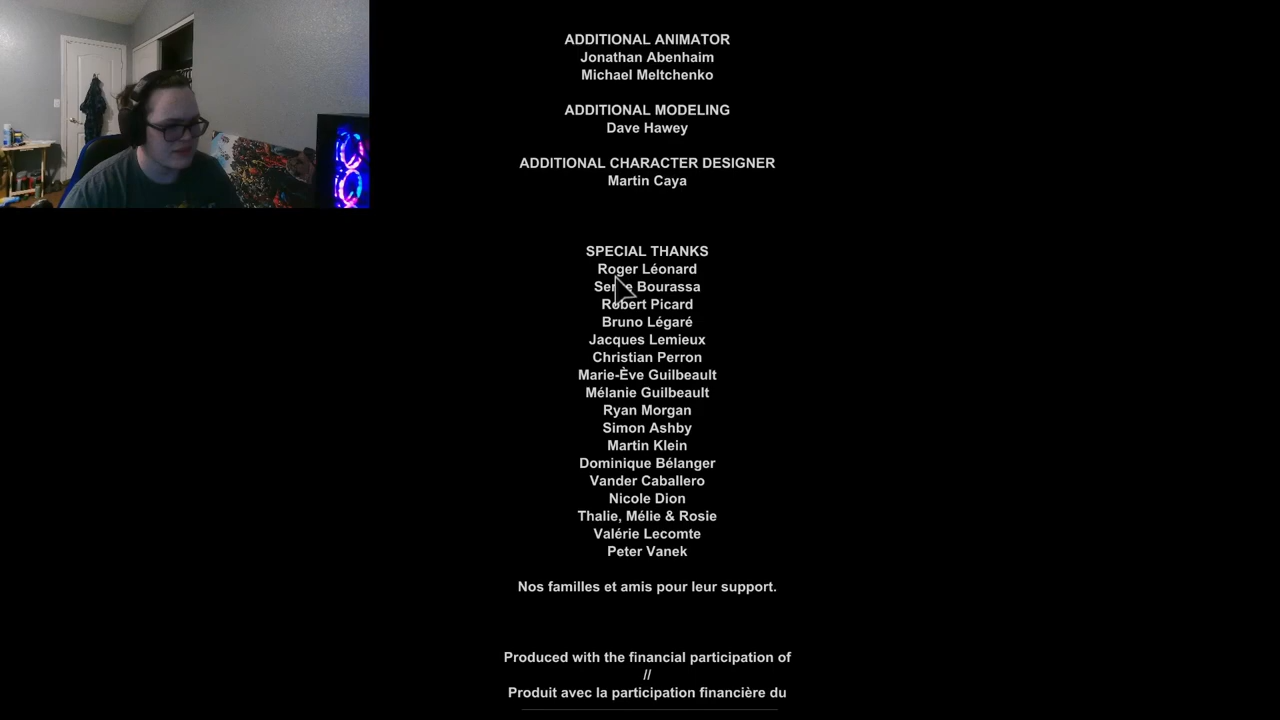 ADDITIONAL ANIMATOR
Jonathan Abenhaim
Michael Meltchenko
ADDITIONAL MODELING
Dave Hawey
ADDITIONAL CHARACTER DESIGNER
Martin Caya
SPECIAL THANKS
Roger Léonard
Serge Bourassa
Robert Picard
Bruno Légaré
Jacques Lemieux
Christian Perron
Marie-Ève Guilbeault
Mélanie Guilbeault
Ryan Morgan
Simon Ashby
Martin Klein
Dominique Bélanger
Vander Caballero
Nicole Dion
Thalie, Mélie & Rosie
Valérie Lecomte
Peter Vanek
Nos familles et amis pour leur support.
Produced with the financial participation of
//
Produit avec la participation financière du